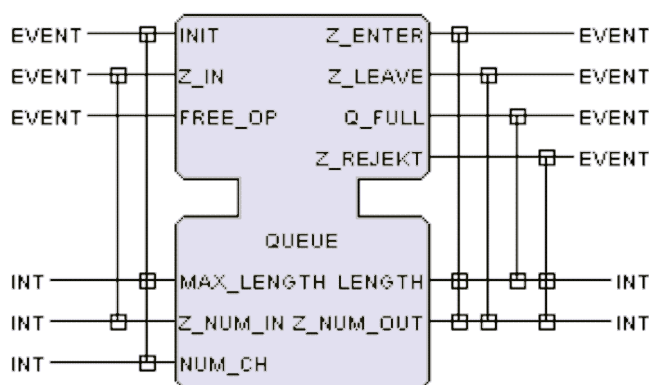 EVENT INIT Z_ENTER EVENT
EVENT Z_IN Z_LEAVE EVENT
EVENT FREE_OP Q_FULL EVENT
Z_REJEKT EVENT
QUEUE
INT MAX_LENGTH LENGTH INT
INT Z_NUM_IN Z_NUM_OUT INT
INT NUM_CH